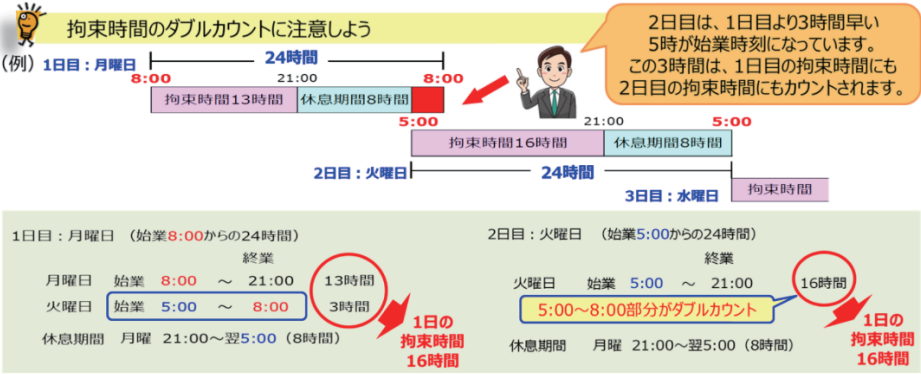 拘束時間のダブルカウントに注意しよう
2日目は、1日目より3時間早い
5時が始業時刻になっています。
この3時間は、1日目の拘束時間にも
2日目の拘束時間にもカウントされます。
(例) 1日目:月曜日
24時間
8:00 21:00 8:00
拘束時間13時間 休息期間8時間
5:00 21:00 5:00
拘束時間16時間 休息期間8時間
2日目:火曜日 24時間
3日目:水曜日 拘束時間
1日目:月曜日 (始業8:00からの24時間)
終業
月曜日 始業 8:00 ～ 21:00 13時間
火曜日 始業 5:00 ～ 8:00 3時間
休息期間 月曜 21:00～翌5:00 (8時間)
1日の
拘束時間
16時間
2日目:火曜日 (始業5:00からの24時間)
終業
火曜日 始業 5:00 ～ 21:00 16時間
5:00～8:00部分がダブルカウント
休息期間 月曜 21:00～翌5:00 (8時間)
1日の
拘束時間
16時間